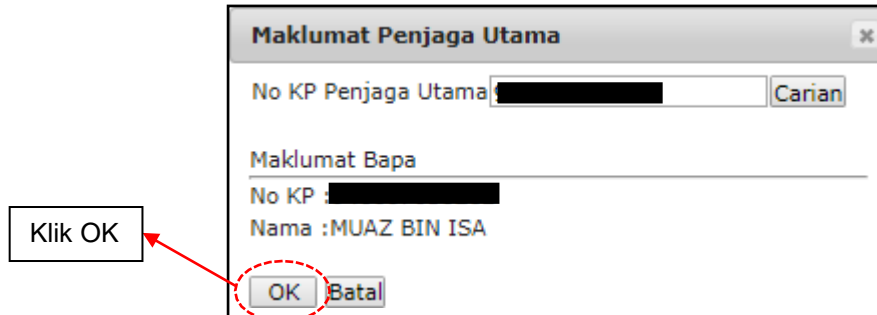 Maklumat Penjaga Utama
No KP Penjaga Utama Carian
Maklumat Bapa
No KP :
Nama :MUAZ BIN ISA
Klik OK
OK Batal